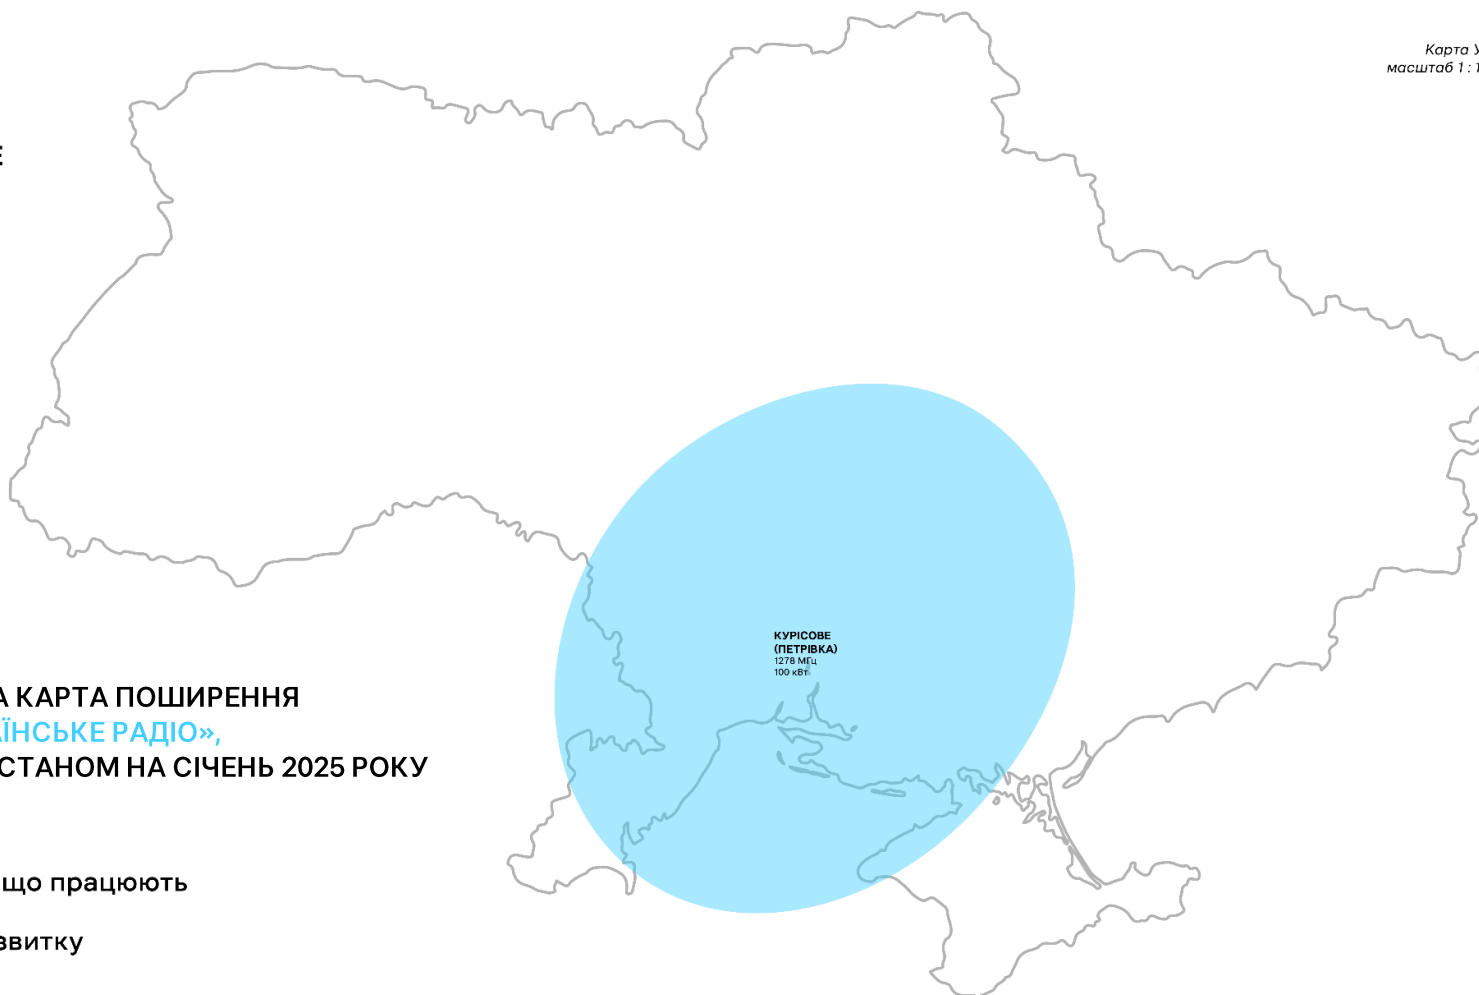 Карта У
масштаб 1 : 1
Е
КУРІСОВЕ
(ПЕТРІВКА)
1278 МГц
100 кВт
А КАРТА ПОШИРЕННЯ
АЇНСЬКЕ РАДІО»,
СТАНОМ НА СІЧЕНЬ 2025 РОКУ
що працюють
звитку